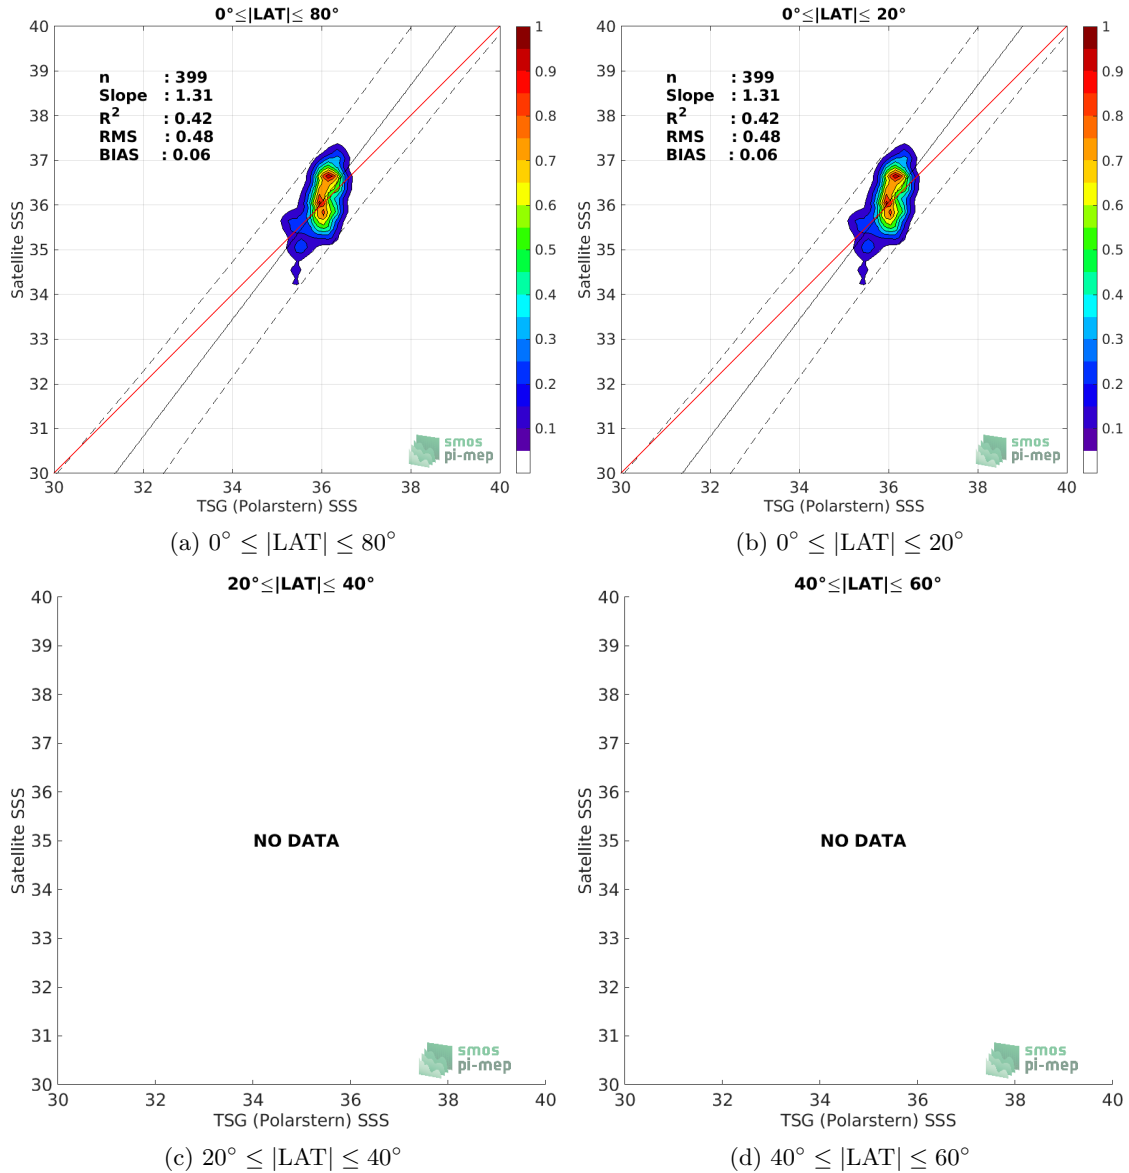 0°≤|LAT|≤ 80°
40
39
38
37
36
35
34
33
32
31
30
Satellite SSS
n : 399
Slope : 1.31
R² : 0.42
RMS : 0.48
BIAS : 0.06
smos
pi-mep
30 32 34 36 38 40
TSG (Polarstern) SSS
1
0.9
0.8
0.7
0.6
0.5
0.4
0.3
0.2
0.1
(a) 0° ≤ |LAT| ≤ 80°
0°≤|LAT|≤ 20°
40
39
38
37
36
35
34
33
32
31
30
Satellite SSS
n : 399
Slope : 1.31
R² : 0.42
RMS : 0.48
BIAS : 0.06
smos
pi-mep
30 32 34 36 38 40
TSG (Polarstern) SSS
1
0.9
0.8
0.7
0.6
0.5
0.4
0.3
0.2
0.1
(b) 0° ≤ |LAT| ≤ 20°
20°≤|LAT|≤ 40°
40
39
38
37
36
35
34
33
32
31
30
Satellite SSS
NO DATA
smos
pi-mep
30 32 34 36 38 40
TSG (Polarstern) SSS
(c) 20° ≤ |LAT| ≤ 40°
40°≤|LAT|≤ 60°
40
39
38
37
36
35
34
33
32
31
30
Satellite SSS
NO DATA
smos
pi-mep
30 32 34 36 38 40
TSG (Polarstern) SSS
(d) 40° ≤ |LAT| ≤ 60°